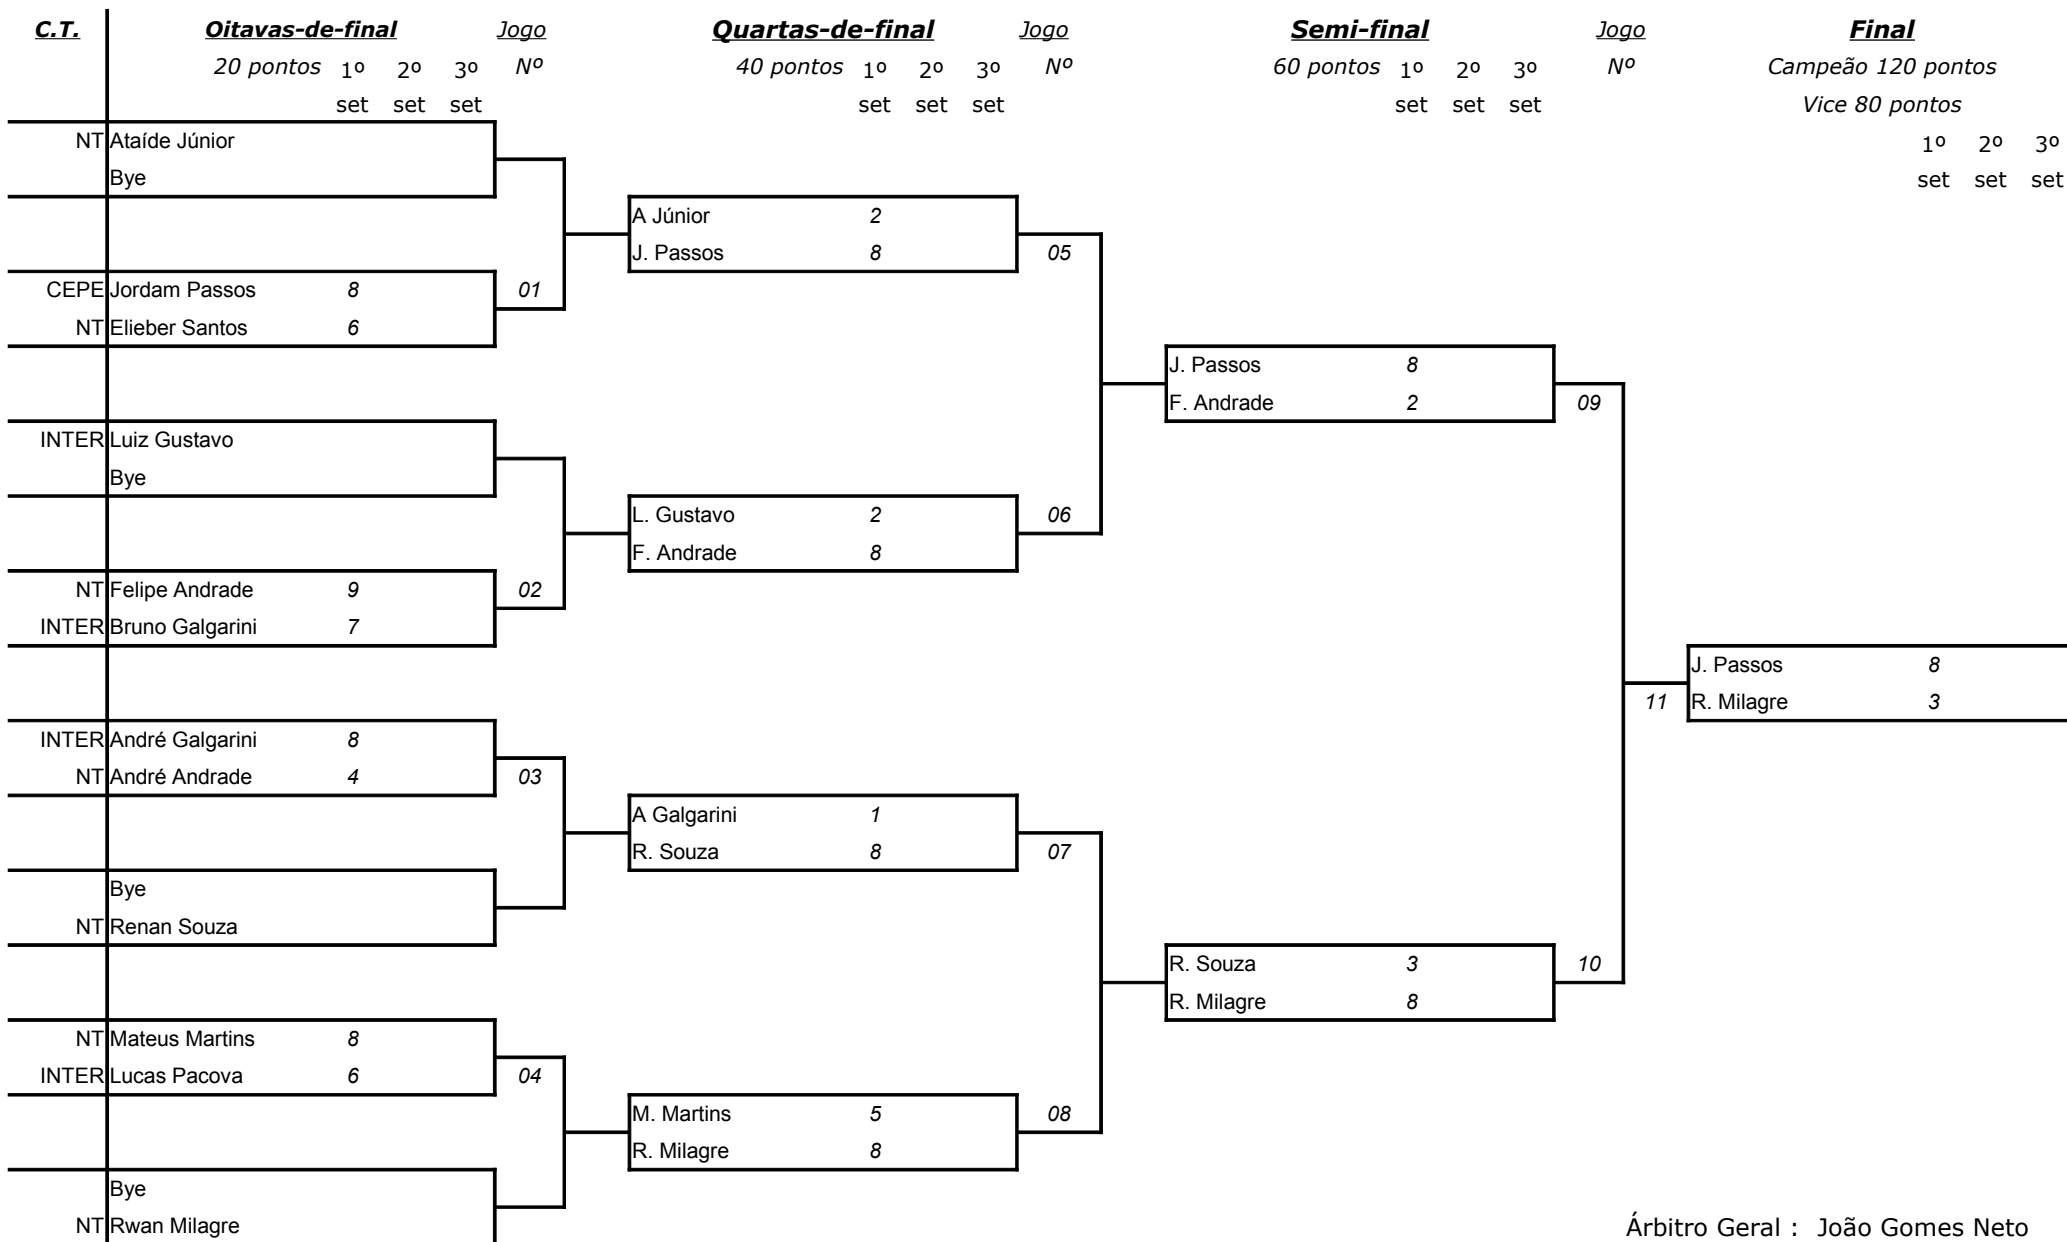 C.T. Oitavas-de-final Jogo Quartas-de-final Jogo Semi-final Jogo Final
20 pontos 1º 2º 3º Nº 40 pontos 1º 2º 3º Nº 60 pontos 1º 2º 3º Nº Campeão 120 pontos
set set set set set set set set set Vice 80 pontos
NT Ataíde Júnior 1º 2º 3º
Bye set set set
A Júnior 2
J. Passos 8 05
CEPE Jordam Passos 8 01
NT Elieber Santos 6
J. Passos 8
F. Andrade 2 09
INTER Luiz Gustavo
Bye
L. Gustavo 2 06
F. Andrade 8
NT Felipe Andrade 9 02
INTER Bruno Galgarini 7
J. Passos 8
11 R. Milagre 3
INTER André Galgarini 8
NT André Andrade 4 03
A Galgarini 1
R. Souza 8 07
Bye
NT Renan Souza
R. Souza 3 10
R. Milagre 8
NT Mateus Martins 8
INTER Lucas Pacova 6 04
M. Martins 5 08
R. Milagre 8
Bye
NT Rwan Milagre Árbitro Geral : João Gomes Neto